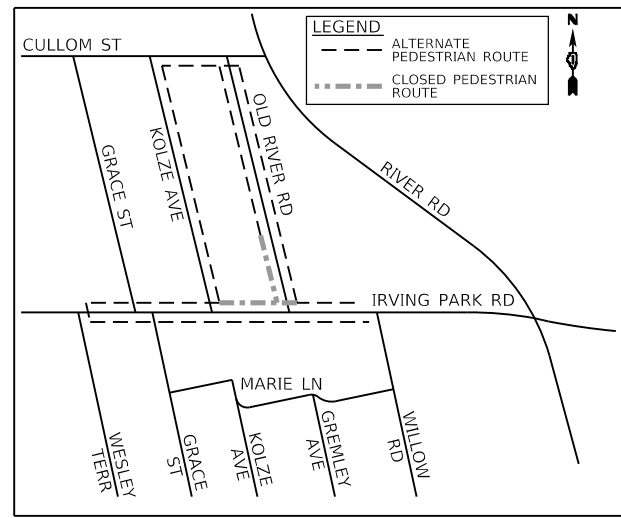 LEGEND
ALTERNATE
PEDESTRIAN ROUTE
CLOSED PEDESTRIAN
ROUTE
N
CULLOM ST
GRACE ST
KOLZE AVE
OLD RIVER RD
RIVER RD
IRVING PARK RD
MARIE LN
WESLEY
TERR
GRACE
ST
KOLZE
AVE
GREMLEY
AVE
WILLOW
RD